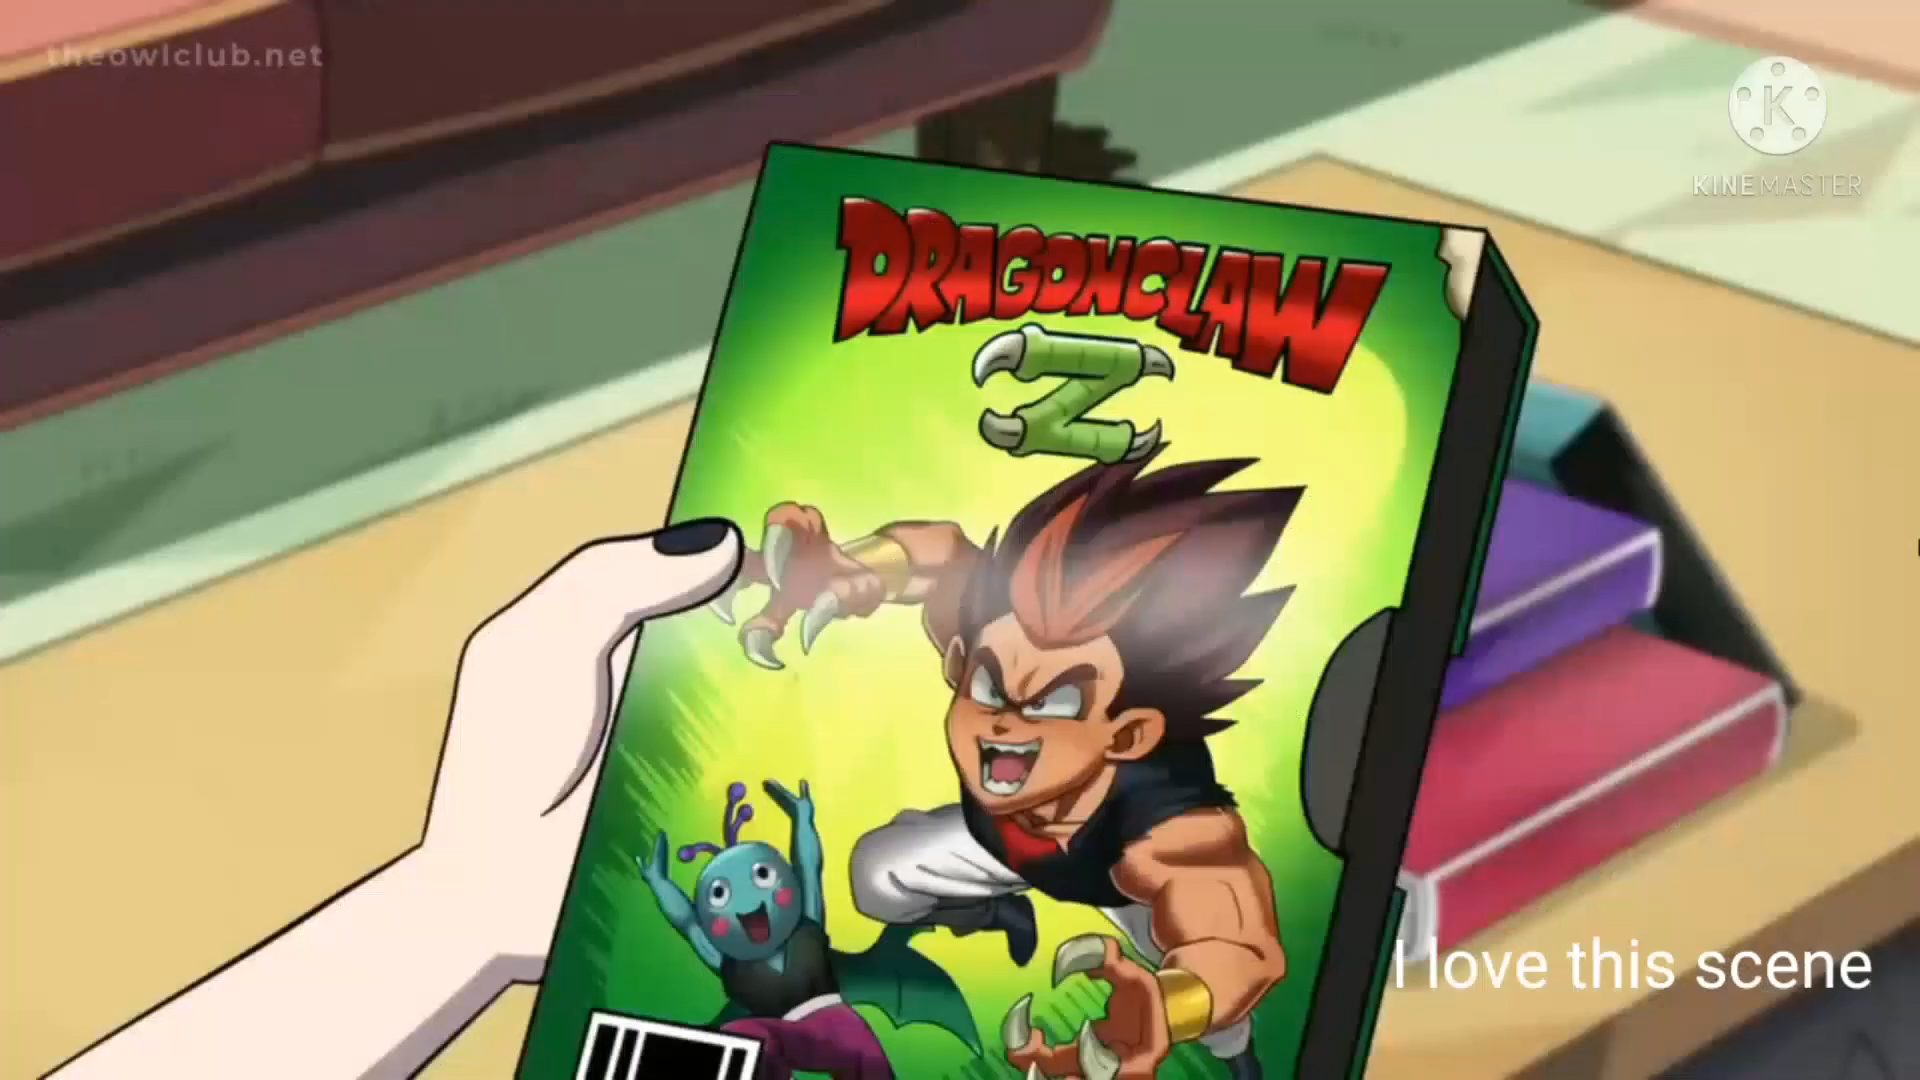 theowlclub.net
K
KINEMASTER
DRAGONCLAW
Z
I love this scene